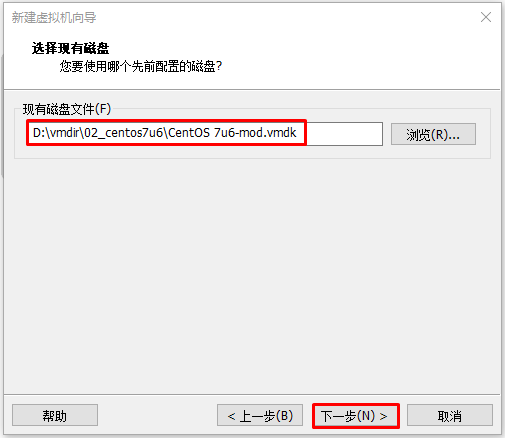 新建虚拟机向导
选择现有磁盘
您要使用哪个先前配置的磁盘?
现有磁盘文件(F)
D:\vmdir\02_centos7u6\CentOS 7u6-mod.vmdk
浏览(R)...
帮助
< 上一步(B)
下一步(N) >
取消